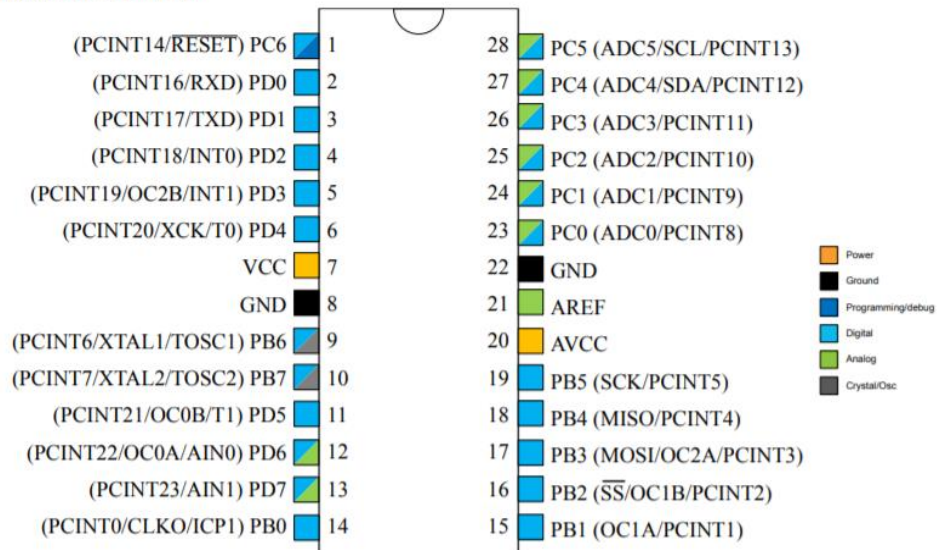 (PCINT14/RESET) PC6 1
(PCINT16/RXD) PD0 2
(PCINT17/TXD) PD1 3
(PCINT18/INT0) PD2 4
(PCINT19/OC2B/INT1) PD3 5
(PCINT20/XCK/T0) PD4 6
VCC 7
GND 8
(PCINT6/XTAL1/TOSC1) PB6 9
(PCINT7/XTAL2/TOSC2) PB7 10
(PCINT21/OC0B/T1) PD5 11
(PCINT22/OC0A/AIN0) PD6 12
(PCINT23/AIN1) PD7 13
(PCINT0/CLKO/ICP1) PB0 14
28 PC5 (ADC5/SCL/PCINT13)
27 PC4 (ADC4/SDA/PCINT12)
26 PC3 (ADC3/PCINT11)
25 PC2 (ADC2/PCINT10)
24 PC1 (ADC1/PCINT9)
23 PC0 (ADC0/PCINT8)
22 GND
21 AREF
20 AVCC
19 PB5 (SCK/PCINT5)
18 PB4 (MISO/PCINT4)
17 PB3 (MOSI/OC2A/PCINT3)
16 PB2 (SS/OC1B/PCINT2)
15 PB1 (OC1A/PCINT1)
Power
Ground
Programming/debug
Digital
Analog
Crystal/Osc